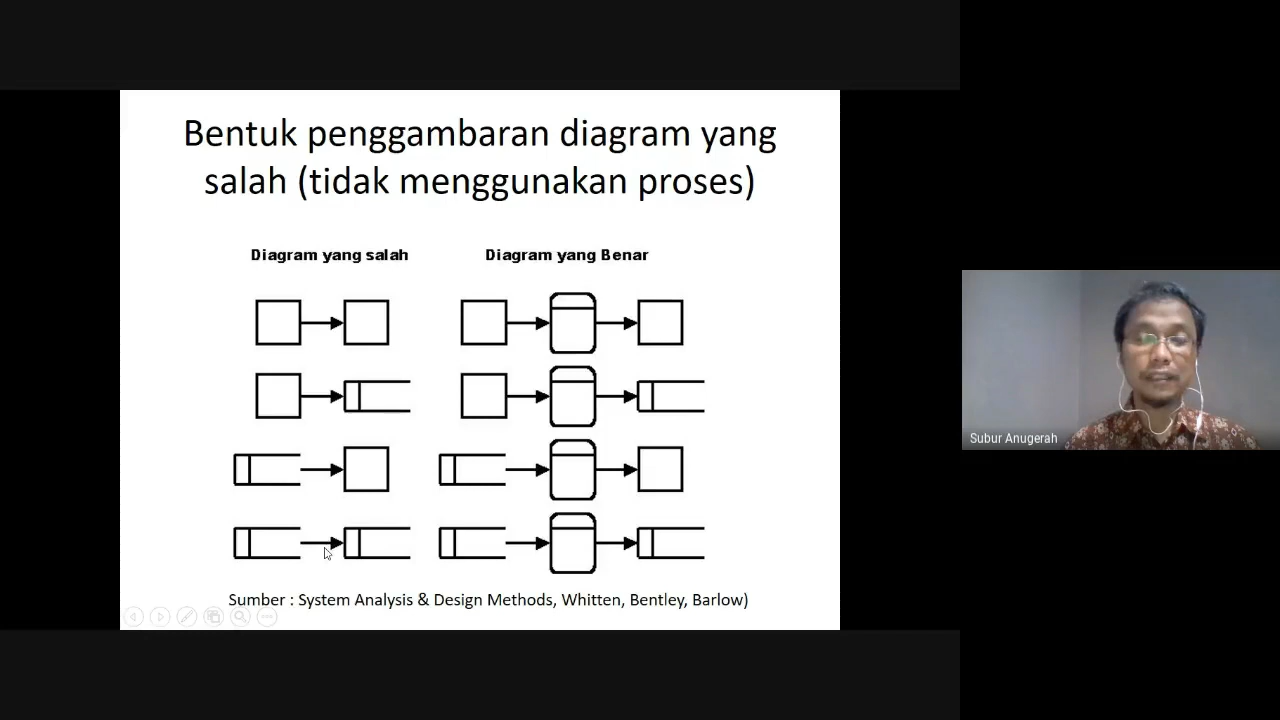 Bentuk penggambaran diagram yang
salah (tidak menggunakan proses)
Diagram yang salah
Diagram yang Benar
Sumber : System Analysis & Design Methods, Whitten, Bentley, Barlow)
Subur Anugerah